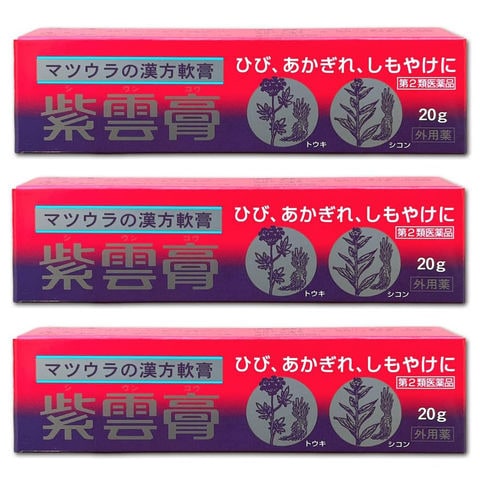 マツウラの漢方軟膏
シ ウン コウ
紫雲膏
ひび、あかぎれ、しもやけに
第2類医薬品
トウキ
シコン
20g
外用薬
マツウラの漢方軟膏
シ ウン コウ
紫雲膏
ひび、あかぎれ、しもやけに
第2類医薬品
トウキ
シコン
20g
外用薬
マツウラの漢方軟膏
シ ウン コウ
紫雲膏
ひび、あかぎれ、しもやけに
第2類医薬品
トウキ
シコン
20g
外用薬